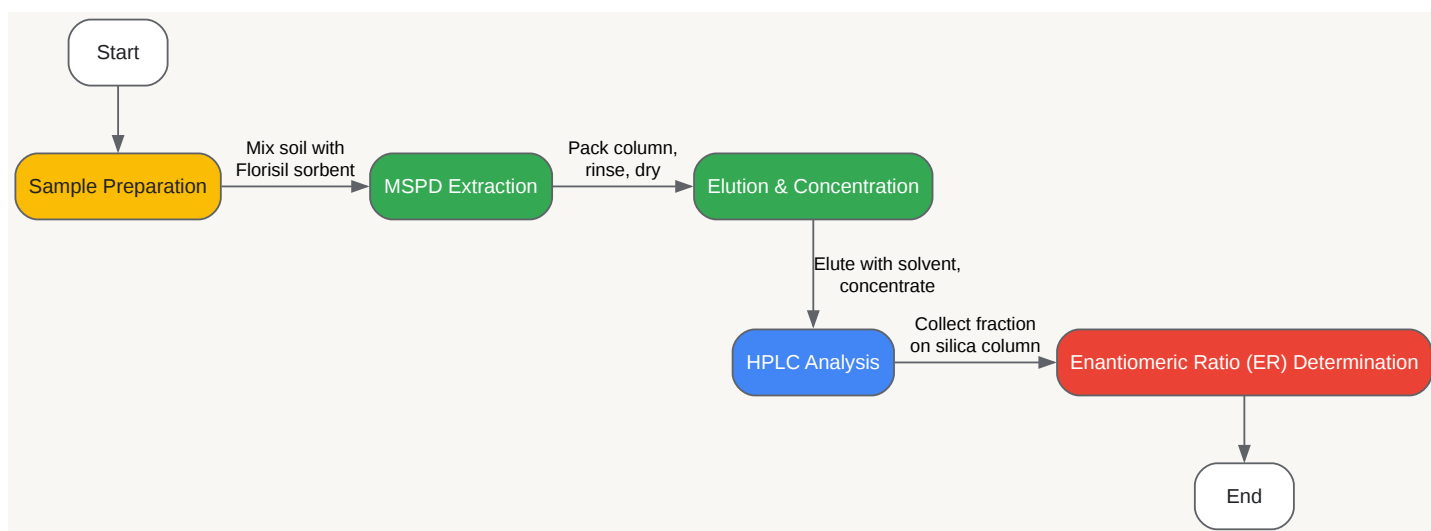 Start
Sample Preparation
Mix soil with
Florisil sorbent
MSPD Extraction
Pack column,
rinse, dry
Elution & Concentration
Elute with solvent,
concentrate
HPLC Analysis
Collect fraction
on silica column
Enantiomeric Ratio (ER) Determination
End